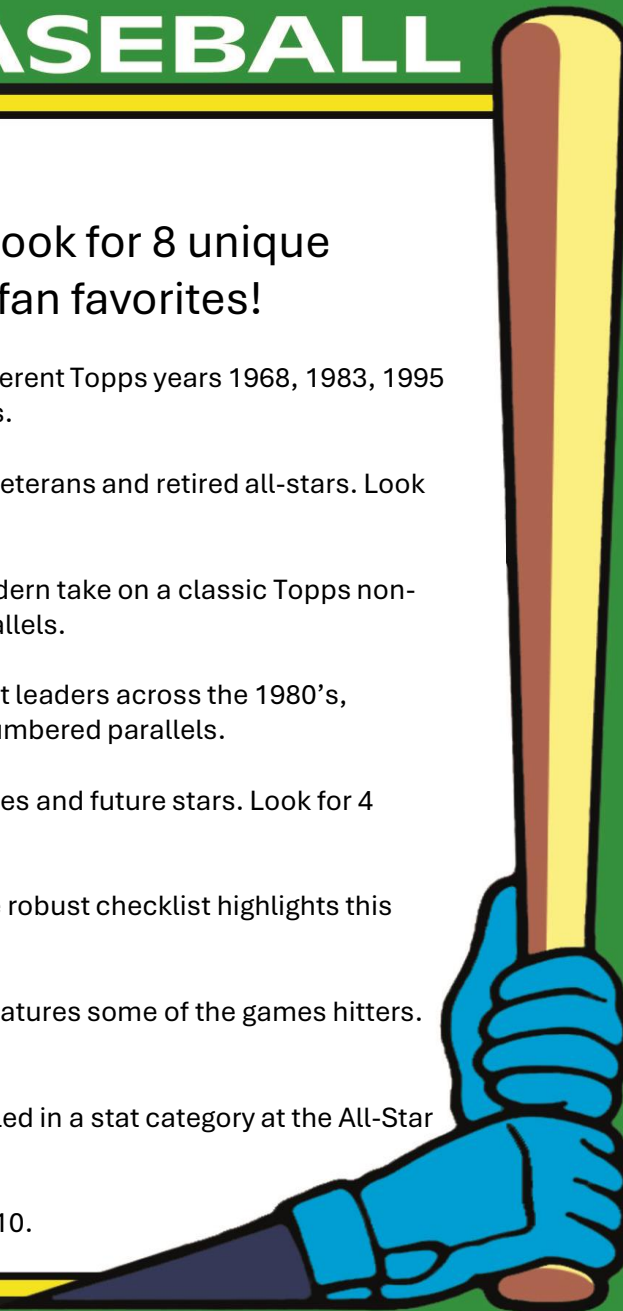 ASEBALL
ook for 8 unique
fan favorites!
erent Topps years 1968, 1983, 1995
s.
eterans and retired all-stars. Look
dern take on a classic Topps non-
allels.
t leaders across the 1980’s,
umbered parallels.
es and future stars. Look for 4
robust checklist highlights this
atures some of the games hitters.
led in a stat category at the All-Star
10.